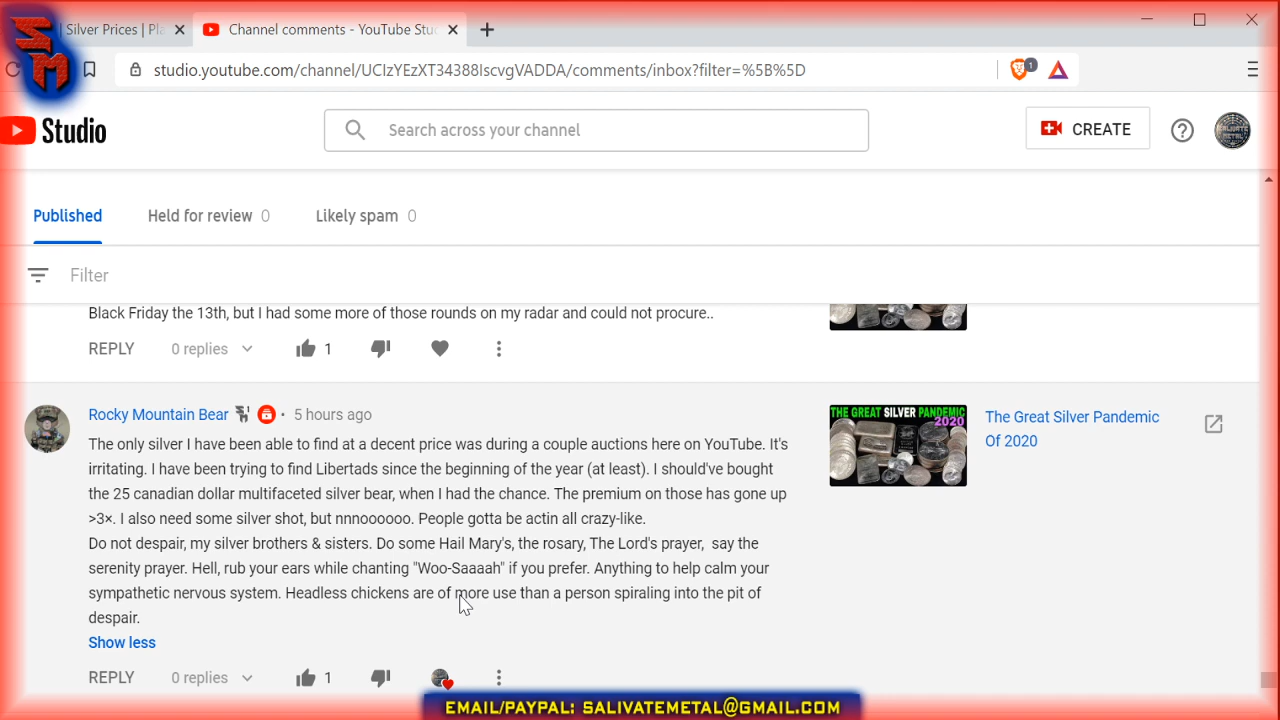 SM
Silver Prices | Pla
Channel comments - YouTube Stu
studio.youtube.com/channel/UCIzYEzXT34388IscvgVADDA/comments/inbox?filter=%5B%5D
1
Studio
Search across your channel
CREATE
SALIVATE
METAL
Published
Held for review 0
Likely spam 0
Filter
Black Friday the 13th, but I had some more of those rounds on my radar and could not procure..
REPLY
0 replies
1
Rocky Mountain Bear
• 5 hours ago
The only silver I have been able to find at a decent price was during a couple auctions here on YouTube. It's
irritating. I have been trying to find Libertads since the beginning of the year (at least). I should've bought
the 25 canadian dollar multifaceted silver bear, when I had the chance. The premium on those has gone up
>3×. I also need some silver shot, but nnnoooooo. People gotta be actin all crazy-like.
Do not despair, my silver brothers & sisters. Do some Hail Mary's, the rosary, The Lord's prayer, say the
serenity prayer. Hell, rub your ears while chanting "Woo-Saaaah" if you prefer. Anything to help calm your
sympathetic nervous system. Headless chickens are of more use than a person spiraling into the pit of
despair.
Show less
REPLY
0 replies
1
THE GREAT SILVER PANDEMIC
2020
The Great Silver Pandemic
Of 2020
EMAIL/PAYPAL: SALIVATEMETAL@GMAIL.COM